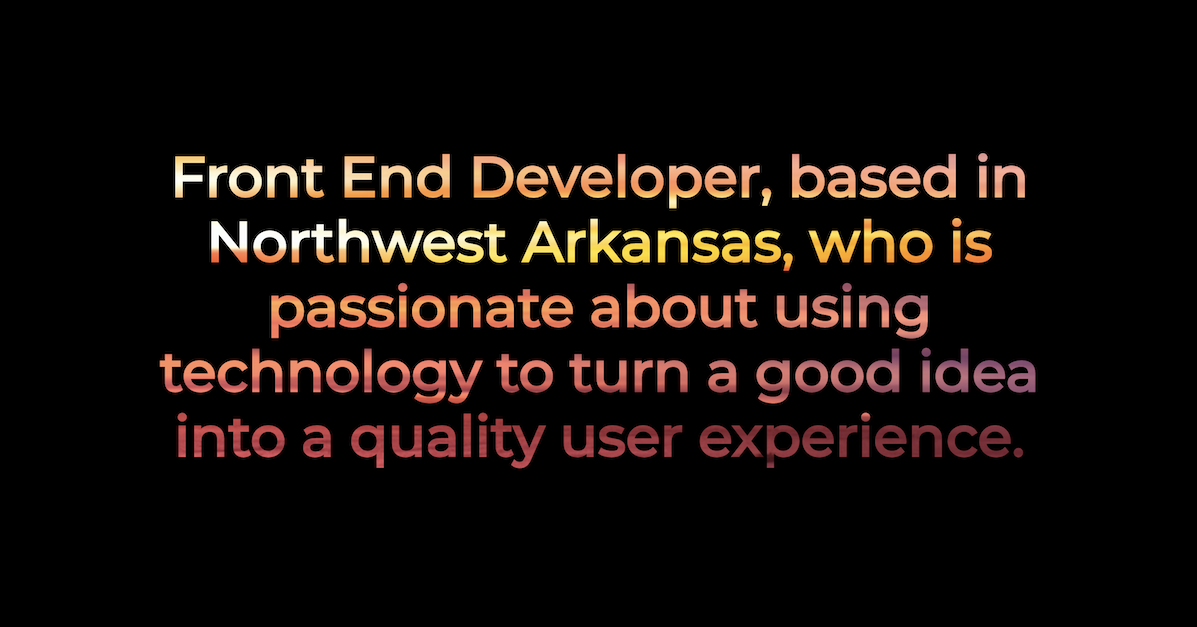 Front End Developer, based in
Northwest Arkansas, who is
passionate about using
technology to turn a good idea
into a quality user experience.